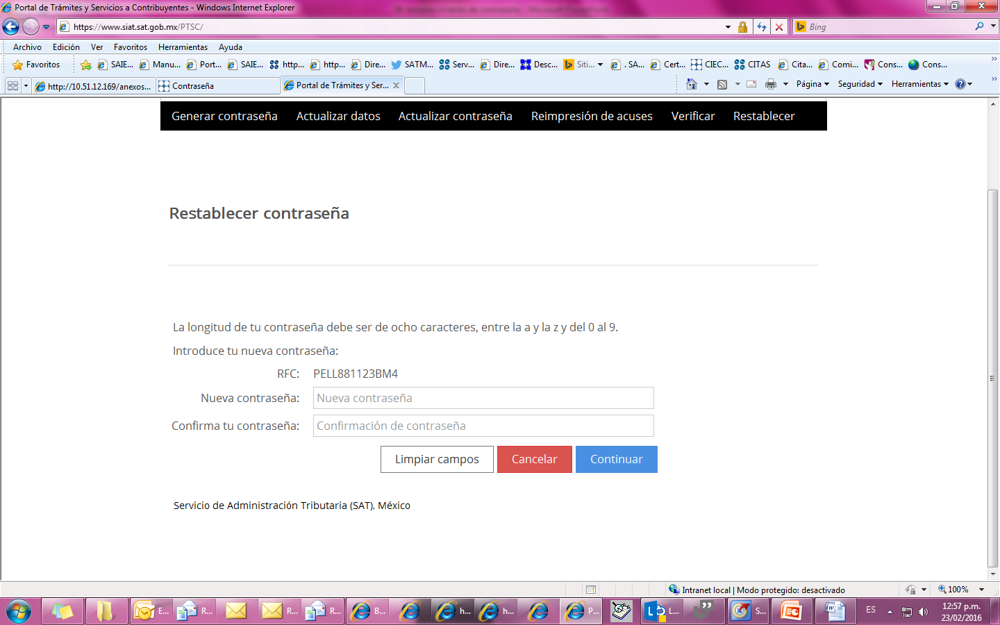 Portal de Trámites y Servicios a Contribuyentes - Windows Internet Explorer
https://www.siat.sat.gob.mx/PTSC/
Bing
Archivo Edición Ver Favoritos Herramientas Ayuda
Favoritos SAIE... Manu... Port... SAIE... http... http... Dire... SATM... Serv... Dire... Desc... Siti... . SA... Cert... CIEC... CITAS Cita... Comi... Cons... Cons...
http://10.51.12.169/anexos... Contraseña Portal de Trámites y Ser... Página Seguridad Herramientas
Generar contraseña Actualizar datos Actualizar contraseña Reimpresión de acuses Verificar Restablecer
Restablecer contraseña
La longitud de tu contraseña debe ser de ocho caracteres, entre la a y la z y del 0 al 9.
Introduce tu nueva contraseña:
RFC: PELL881123BM4
Nueva contraseña: Nueva contraseña
Confirma tu contraseña: Confirmación de contraseña
Limpiar campos Cancelar Continuar
Servicio de Administración Tributaria (SAT), México
Intranet local | Modo protegido: desactivado 100%
E... R... R... R... B... h... h... P... L... S... ES 12:57 p.m.
23/02/2016